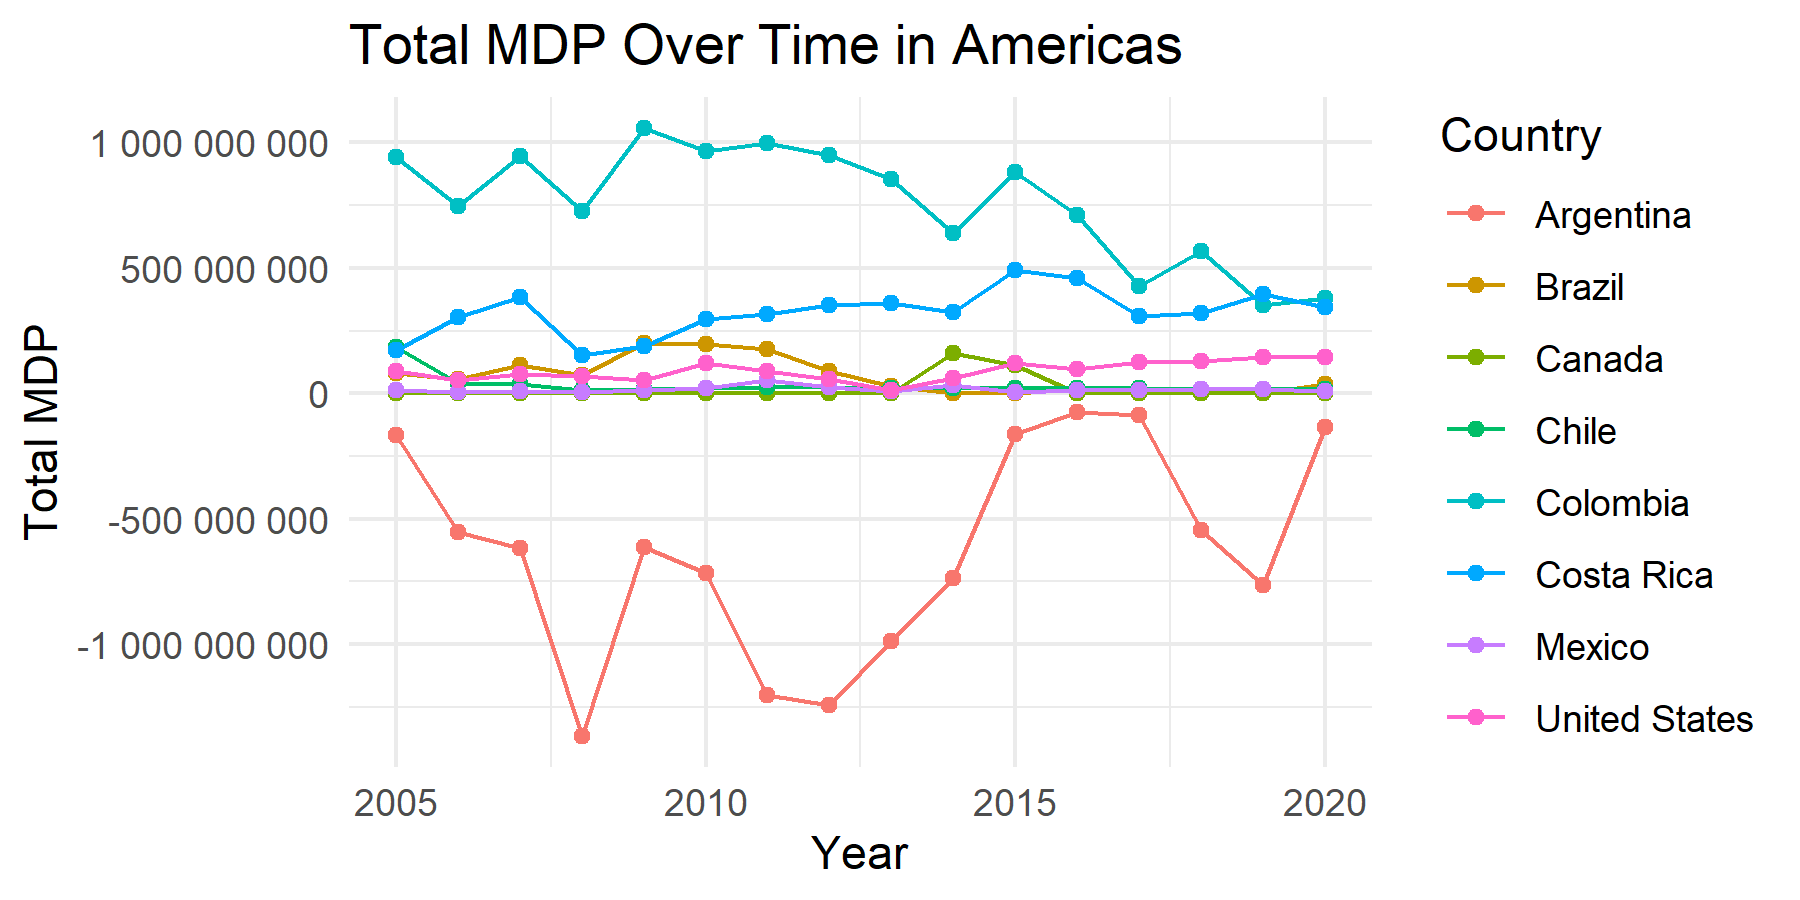 Total MDP Over Time in Americas
Total MDP
1 000 000 000
500 000 000
0
-500 000 000
-1 000 000 000
2005
2010
2015
2020
Year
Country
Argentina
Brazil
Canada
Chile
Colombia
Costa Rica
Mexico
United States